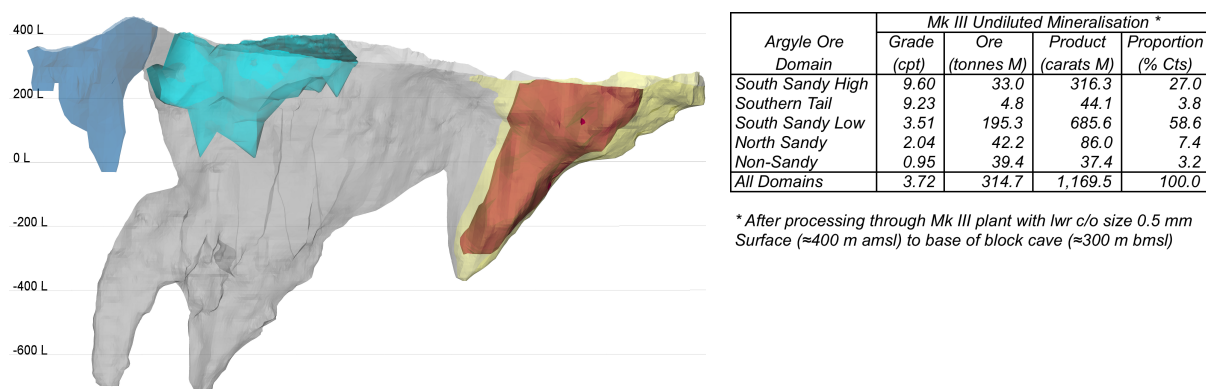 400 L
200 L
0 L
-200 L
-400 L
-600 L
Mk III Undiluted Mineralisation *
Argyle Ore Domain Grade (cpt) Ore (tonnes M) Product (carats M) Proportion (% Cts)
South Sandy High 9.60 33.0 316.3 27.0
Southern Tail 9.23 4.8 44.1 3.8
South Sandy Low 3.51 195.3 685.6 58.6
North Sandy 2.04 42.2 86.0 7.4
Non-Sandy 0.95 39.4 37.4 3.2
All Domains 3.72 314.7 1,169.5 100.0
* After processing through Mk III plant with lwr c/o size 0.5 mm
Surface (≈400 m amsl) to base of block cave (≈300 m bmsl)